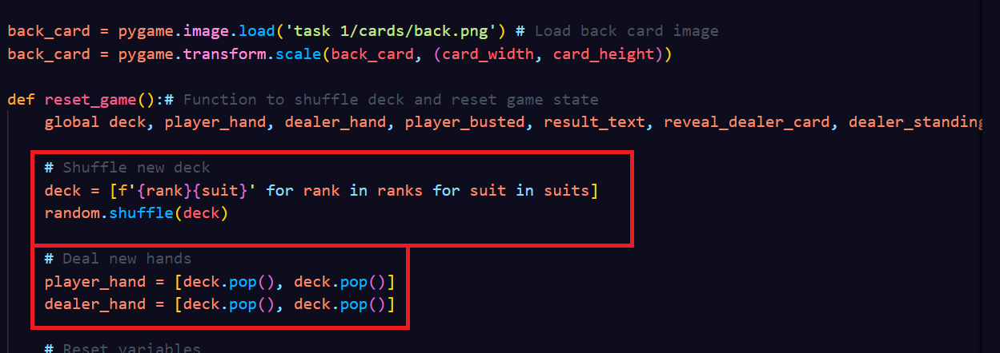 back_card = pygame.image.load('task 1/cards/back.png') # Load back card image
back_card = pygame.transform.scale(back_card, (card_width, card_height))
def reset_game():# Function to shuffle deck and reset game state
global deck, player_hand, dealer_hand, player_busted, result_text, reveal_dealer_card, dealer_standing
# Shuffle new deck
deck = [f'{rank}{suit}' for rank in ranks for suit in suits]
random.shuffle(deck)
# Deal new hands
player_hand = [deck.pop(), deck.pop()]
dealer_hand = [deck.pop(), deck.pop()]
# Reset variables